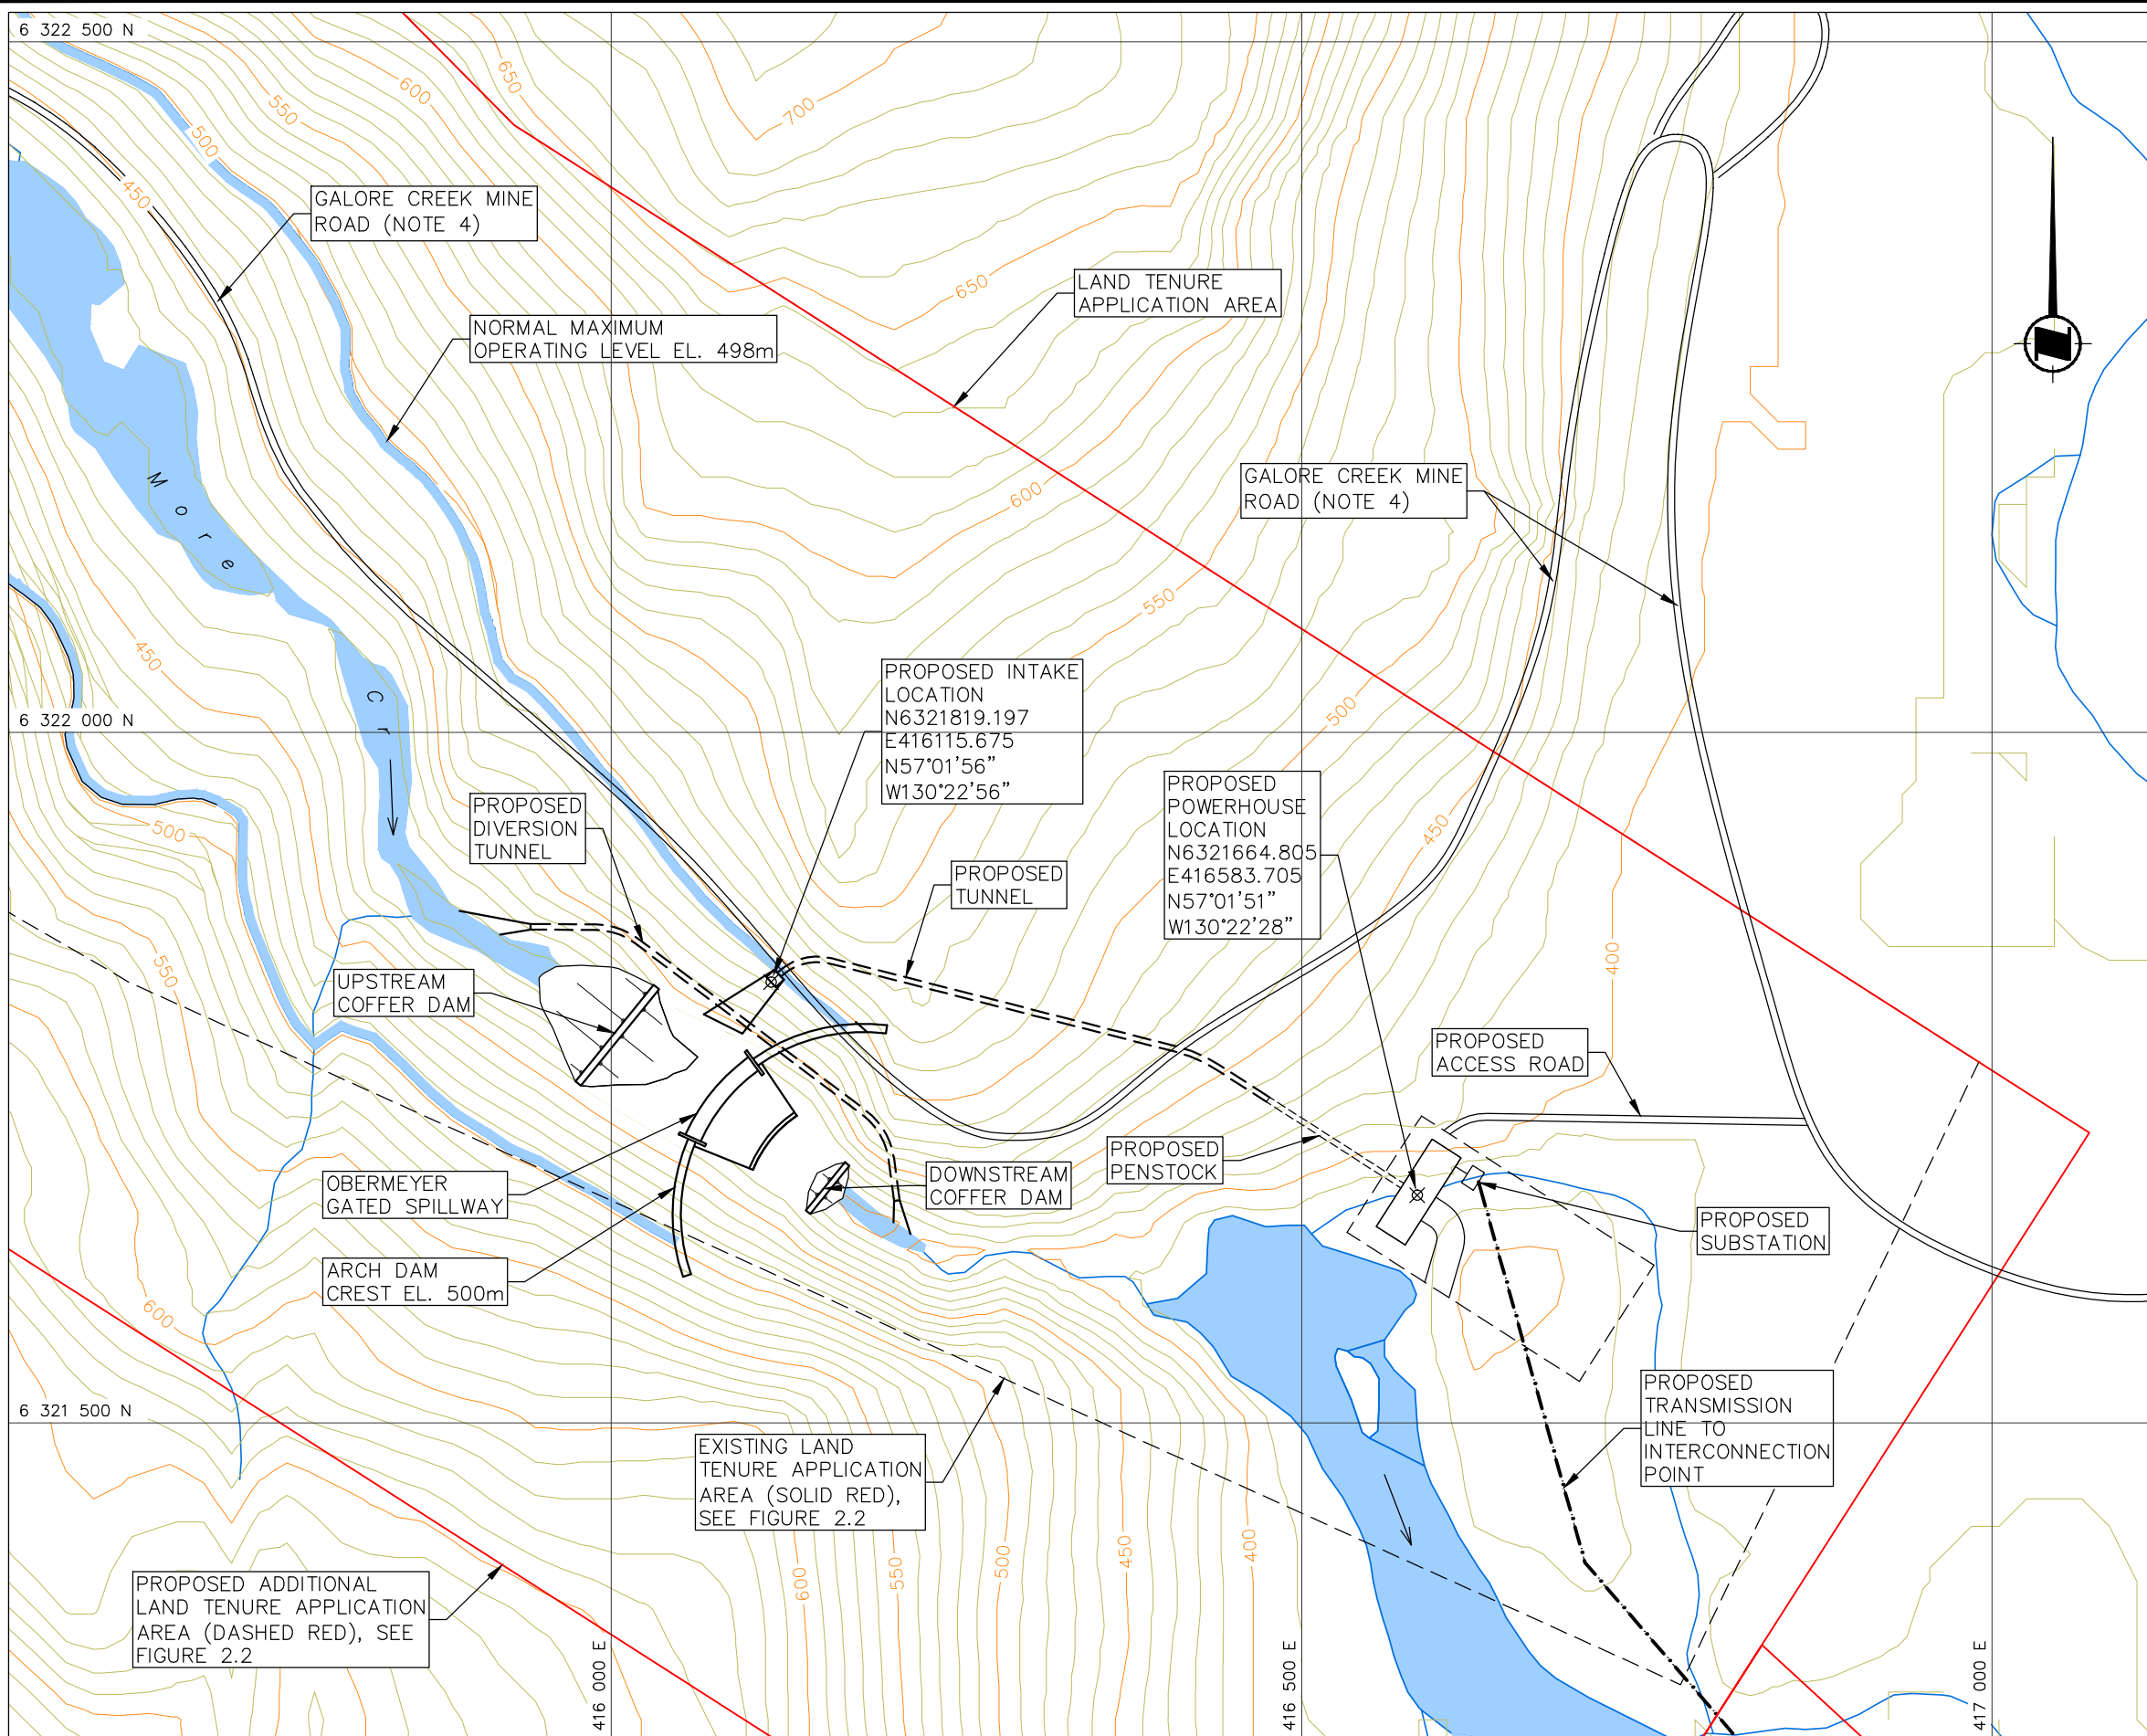 6 322 500 N
650
600
550
500
700
450
GALORE CREEK MINE
ROAD (NOTE 4)
650
LAND TENURE
APPLICATION AREA
NORMAL MAXIMUM
OPERATING LEVEL EL. 498m
More
600
GALORE CREEK MINE
ROAD (NOTE 4)
550
450
Cr
PROPOSED INTAKE
LOCATION
N6321819.197
E416115.675
N57°01'56"
W130°22'56"
500
6 322 000 N
PROPOSED
POWERHOUSE
LOCATION
N6321664.805
E416583.705
N57°01'51"
W130°22'28"
PROPOSED
DIVERSION
TUNNEL
500
450
PROPOSED
TUNNEL
400
550
UPSTREAM
COFFER DAM
PROPOSED
ACCESS ROAD
PROPOSED
PENSTOCK
DOWNSTREAM
COFFER DAM
OBERMEYER
GATED SPILLWAY
PROPOSED
SUBSTATION
ARCH DAM
CREST EL. 500m
600
6 321 500 N
PROPOSED
TRANSMISSION
LINE TO
INTERCONNECTION
POINT
EXISTING LAND
TENURE APPLICATION
AREA (SOLID RED),
SEE FIGURE 2.2
600
550
500
450
400
PROPOSED ADDITIONAL
LAND TENURE APPLICATION
AREA (DASHED RED), SEE
FIGURE 2.2
416 000 E
416 500 E
417 000 E